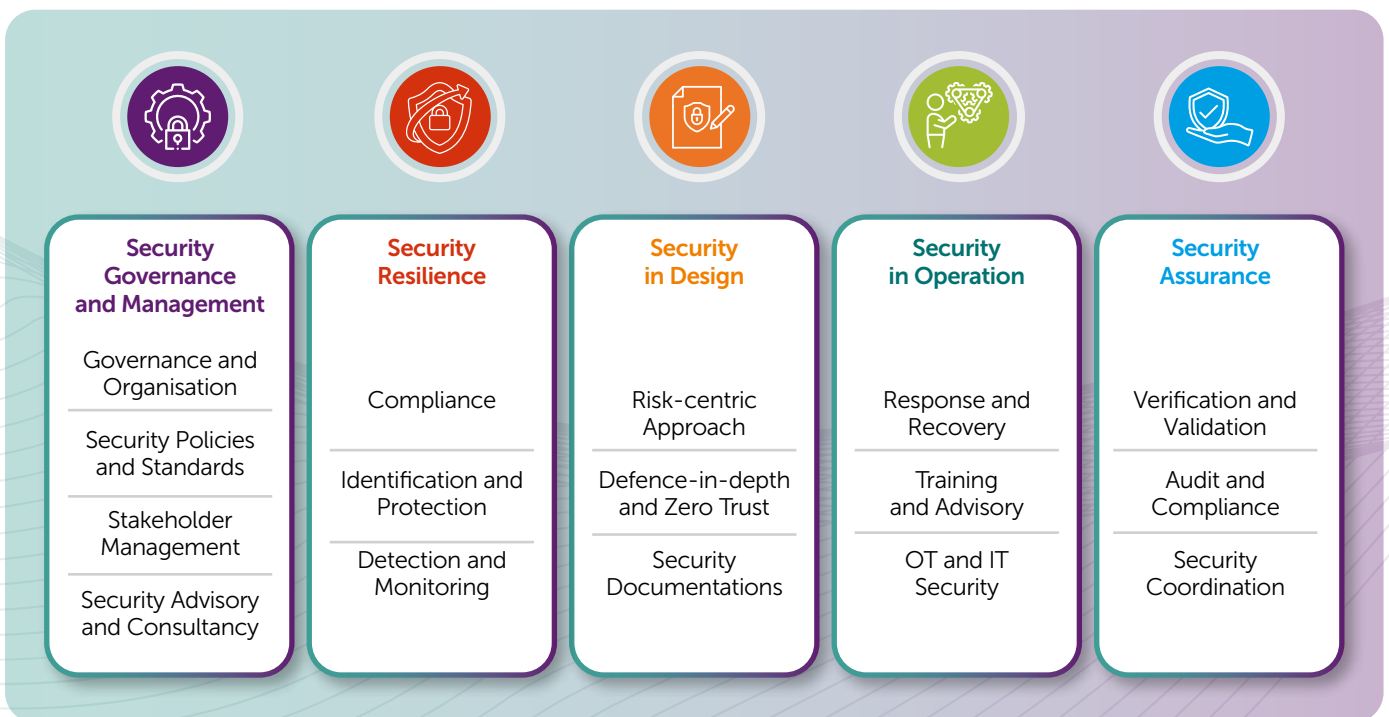 Security
Governance
and Management
Governance and
Organisation
Security Policies
and Standards
Stakeholder
Management
Security Advisory
and Consultancy
Security
Resilience
Compliance
Identification and
Protection
Detection and
Monitoring
Security
in Design
Risk-centric
Approach
Defence-in-depth
and Zero Trust
Security
Documentations
Security
in Operation
Response and
Recovery
Training
and Advisory
OT and IT
Security
Security
Assurance
Verification and
Validation
Audit and
Compliance
Security
Coordination